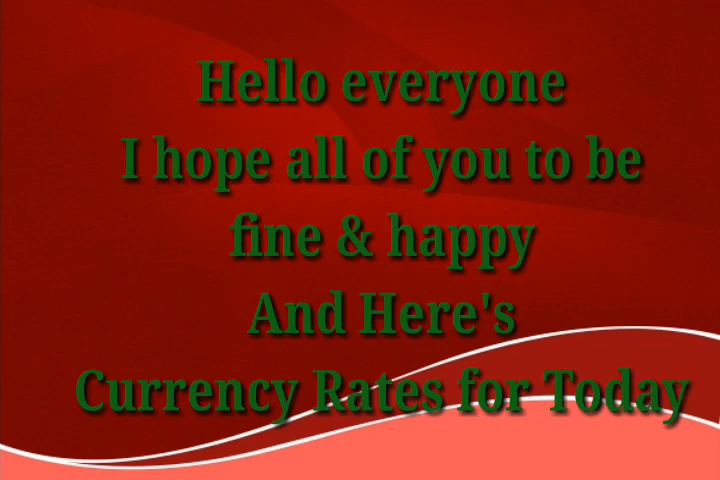 Hello everyone
I hope all of you to be
fine & happy
And Here's
Currency Rates for Today